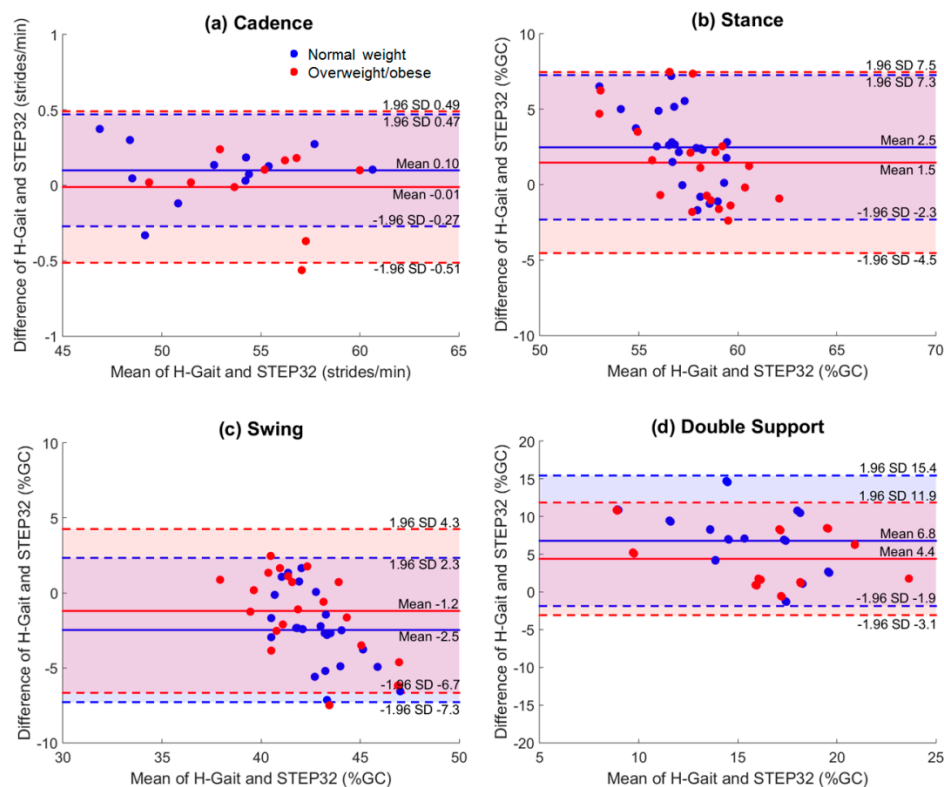 (a) Cadence
Difference of H-Gait and STEP32 (strides/min)
1
0.5
0
-0.5
-1
Normal weight
Overweight/obese
1.96 SD 0.49
1.96 SD 0.47
Mean 0.10
Mean -0.01
-1.96 SD -0.27
-1.96 SD -0.51
45
50
55
60
65
Mean of H-Gait and STEP32 (strides/min)
(b) Stance
Difference of H-Gait and STEP32 (%GC)
10
5
0
-5
-10
1.96 SD 7.5
1.96 SD 7.3
Mean 2.5
Mean 1.5
-1.96 SD -2.3
-1.96 SD -4.5
50
55
60
65
70
Mean of H-Gait and STEP32 (%GC)
(c) Swing
Difference of H-Gait and STEP32 (%GC)
10
5
0
-5
-10
1.96 SD 4.3
1.96 SD 2.3
Mean -1.2
Mean -2.5
-1.96 SD -6.7
-1.96 SD -7.3
30
35
40
45
50
Mean of H-Gait and STEP32 (%GC)
(d) Double Support
Difference of H-Gait and STEP32 (%GC)
20
15
10
5
0
-5
-10
-15
-20
1.96 SD 15.4
1.96 SD 11.9
Mean 6.8
Mean 4.4
-1.96 SD -1.9
-1.96 SD -3.1
5
10
15
20
25
Mean of H-Gait and STEP32 (%GC)